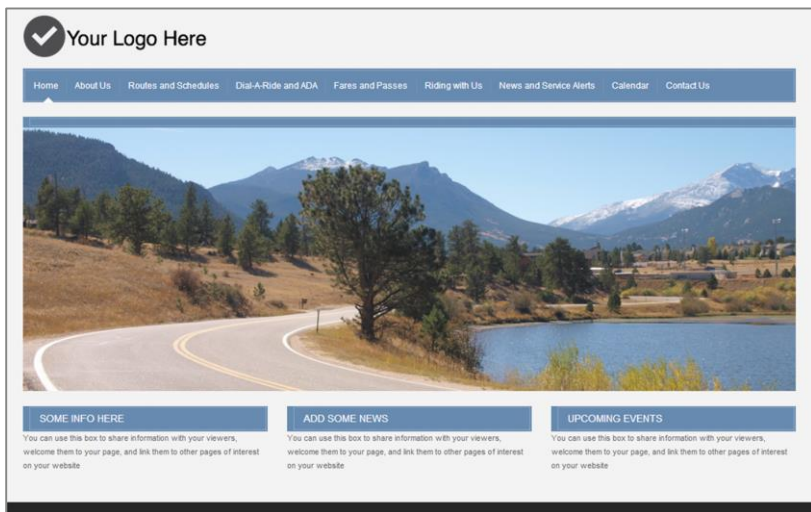 Your Logo Here
Home About Us Routes and Schedules Dial-A-Ride and ADA Fares and Passes Riding with Us News and Service Alerts Calendar Contact Us
SOME INFO HERE
You can use this box to share information with your viewers,
welcome them to your page, and link them to other pages of interest
on your website
ADD SOME NEWS
You can use this box to share information with your viewers,
welcome them to your page, and link them to other pages of interest
on your website
UPCOMING EVENTS
You can use this box to share information with your viewers,
welcome them to your page, and link them to other pages of interest
on your website